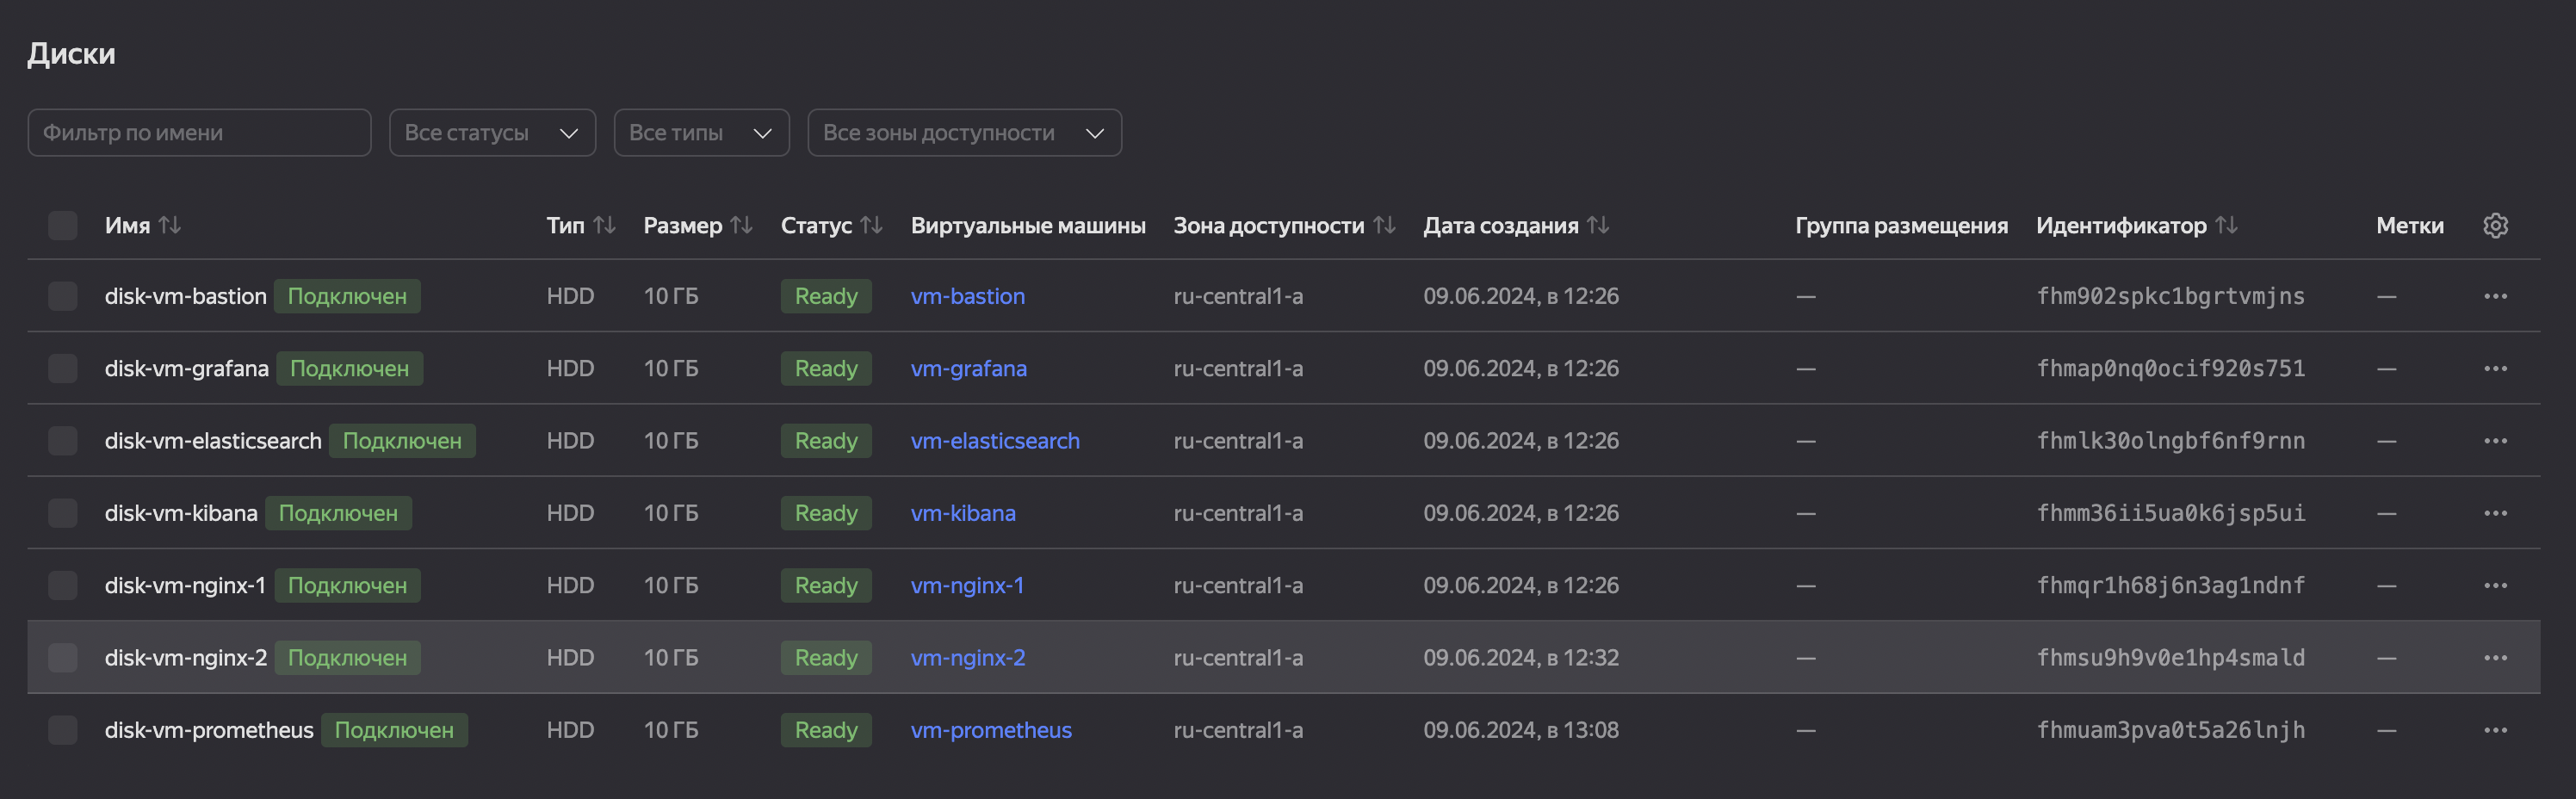 Диски
Фильтр по имени Все статусы Все типы Все зоны доступности
Имя Тип Размер Статус Виртуальные машины Зона доступности Дата создания Группа размещения Идентификатор Метки
disk-vm-bastion Подключен HDD 10 ГБ Ready vm-bastion ru-central1-a 09.06.2024, в 12:26 — fhm902spkc1bgrtvmjns —
disk-vm-grafana Подключен HDD 10 ГБ Ready vm-grafana ru-central1-a 09.06.2024, в 12:26 — fhmap0nq0ocif920s751 —
disk-vm-elasticsearch Подключен HDD 10 ГБ Ready vm-elasticsearch ru-central1-a 09.06.2024, в 12:26 — fhmlk30olngbf6nf9rnn —
disk-vm-kibana Подключен HDD 10 ГБ Ready vm-kibana ru-central1-a 09.06.2024, в 12:26 — fhmm36ii5ua0k6jsp5ui —
disk-vm-nginx-1 Подключен HDD 10 ГБ Ready vm-nginx-1 ru-central1-a 09.06.2024, в 12:26 — fhmqr1h68j6n3ag1ndnf —
disk-vm-nginx-2 Подключен HDD 10 ГБ Ready vm-nginx-2 ru-central1-a 09.06.2024, в 12:32 — fhmsu9h9v0e1hp4smald —
disk-vm-prometheus Подключен HDD 10 ГБ Ready vm-prometheus ru-central1-a 09.06.2024, в 13:08 — fhmuam3pva0t5a26lnjh —